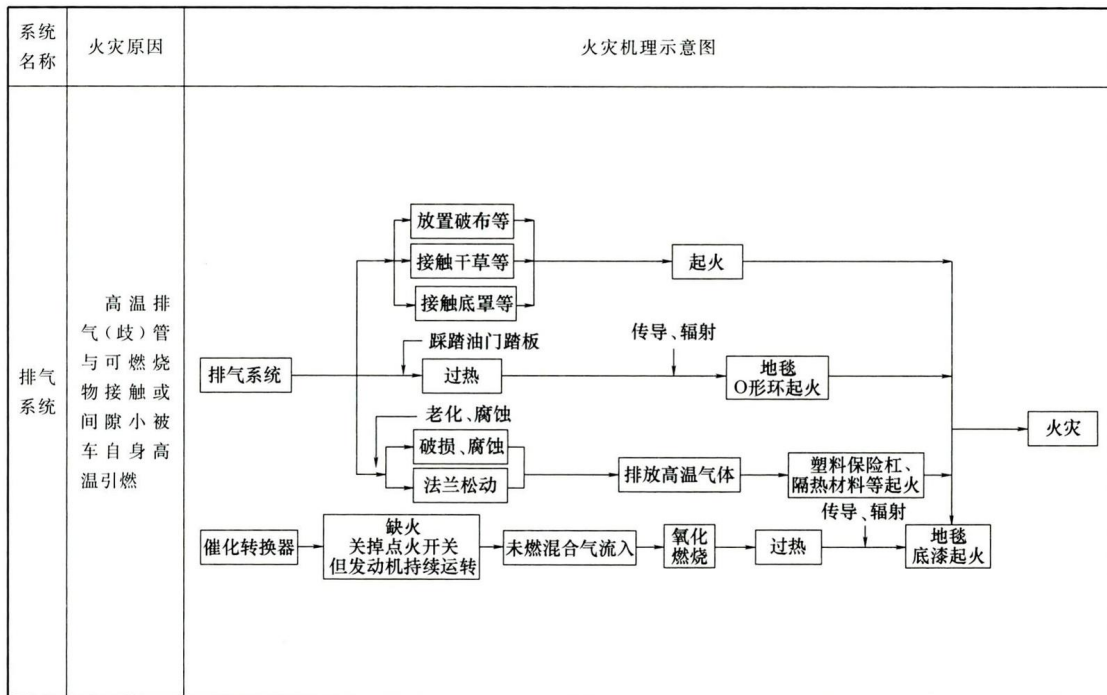 系统
名称
火灾原因
火灾机理示意图
排气
系统
高温排
气（歧）管
与可燃烧
物接触或
间隙小被
车自身高
温引燃
放置破布等
接触干草等
起火
接触底罩等
踩踏油门踏板
传导、辐射
排气系统
过热
地毯
O形环起火
老化、腐蚀
火灾
破损、腐蚀
法兰松动
排放高温气体
塑料保险杠、
隔热材料等起火
传导、辐射
催化转换器
缺火
关掉点火开关
但发动机持续运转
未燃混合气流入
氧化
燃烧
过热
地毯
底漆起火